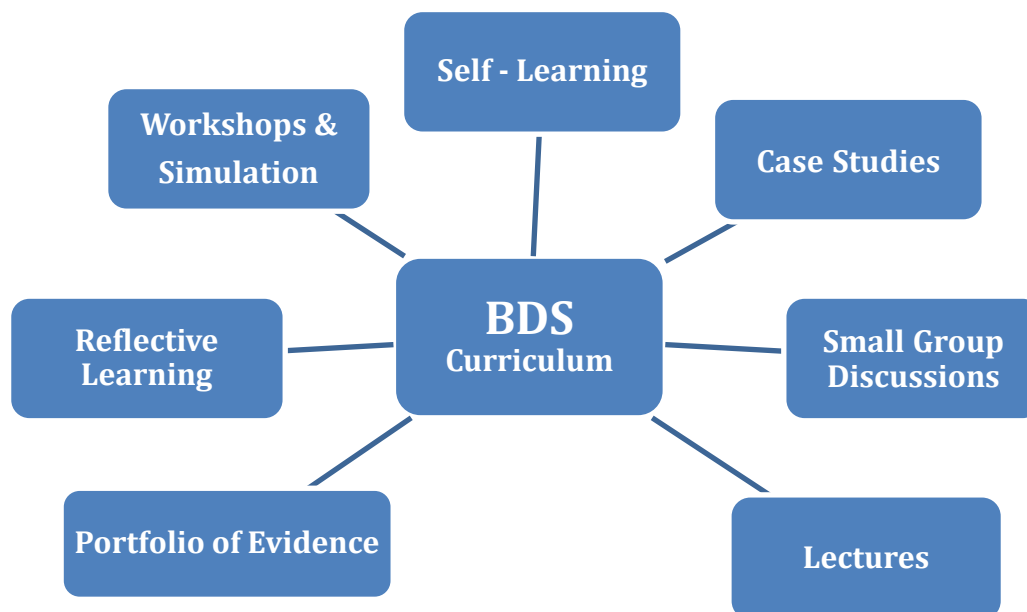 Self - Learning
Workshops &
Simulation
Case Studies
BDS
Curriculum
Reflective
Learning
Small Group
Discussions
Portfolio of Evidence
Lectures